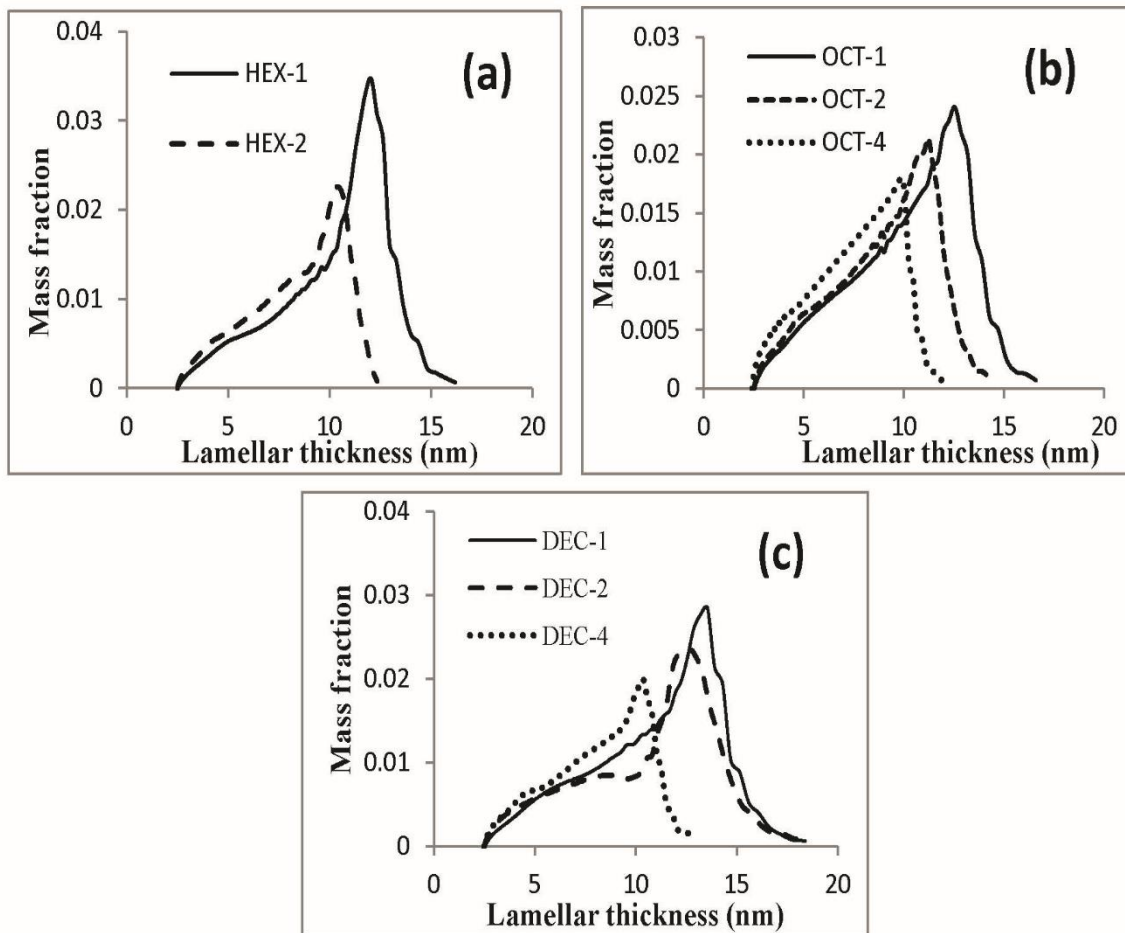 0.04
0.03
0.02
0.01
0
Mass fraction
HEX-1
HEX-2
(a)
0 5 10 15 20
Lamellar thickness (nm)
0.03
0.025
0.02
0.015
0.01
0.005
0
Mass fraction
OCT-1
OCT-2
OCT-4
(b)
0 5 10 15 20
Lamellar thickness (nm)
0.04
0.03
0.02
0.01
0
Mass fraction
DEC-1
DEC-2
DEC-4
(c)
0 5 10 15 20
Lamellar thickness (nm)